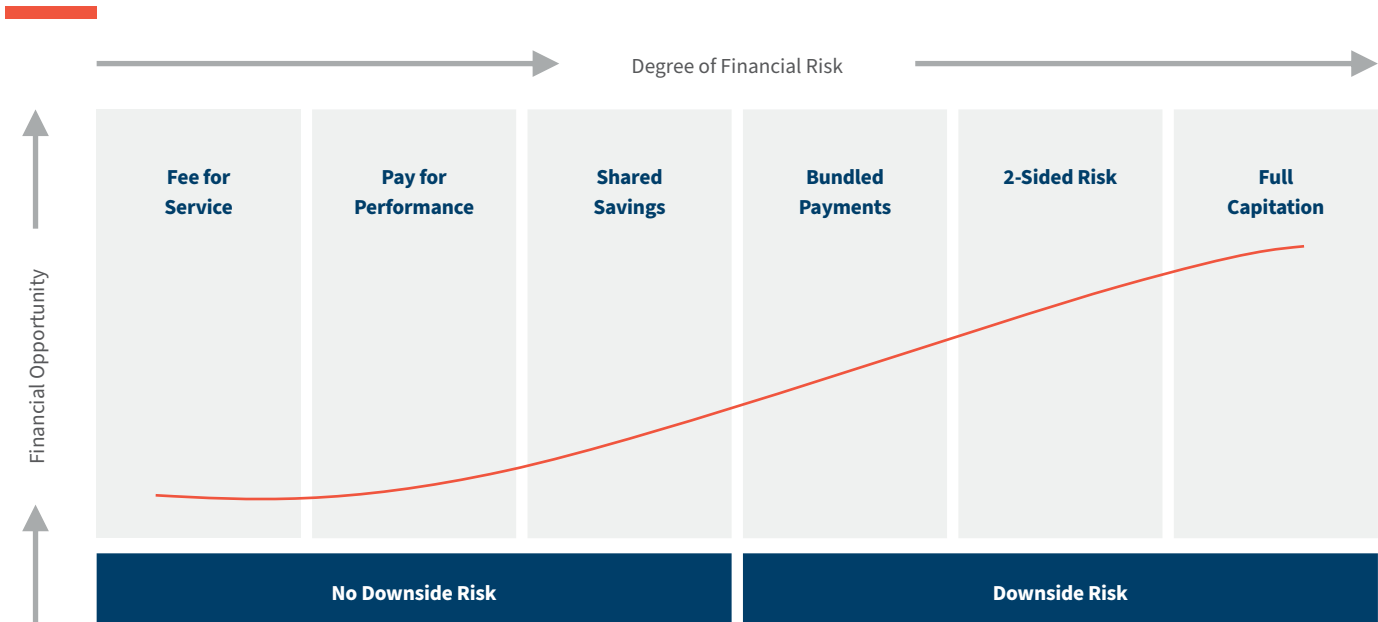 Degree of Financial Risk
Financial Opportunity
Fee for
Service
Pay for
Performance
Shared
Savings
Bundled
Payments
2-Sided Risk
Full
Capitation
No Downside Risk
Downside Risk